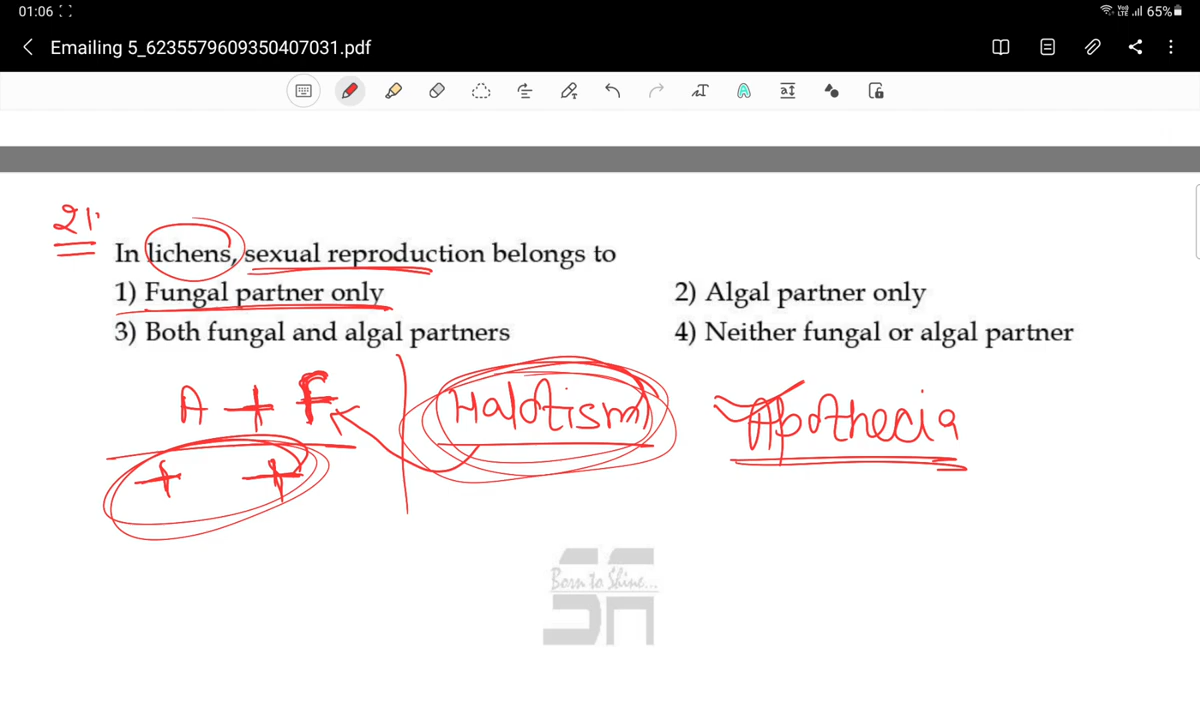 01:06
Vo) LTE 65%
Emailing 5_6235579609350407031.pdf
21.
In lichens, sexual reproduction belongs to
1) Fungal partner only
2) Algal partner only
3) Both fungal and algal partners
4) Neither fungal or algal partner
A + F
Halotism
Apothecia
+ +
Born to Shine...